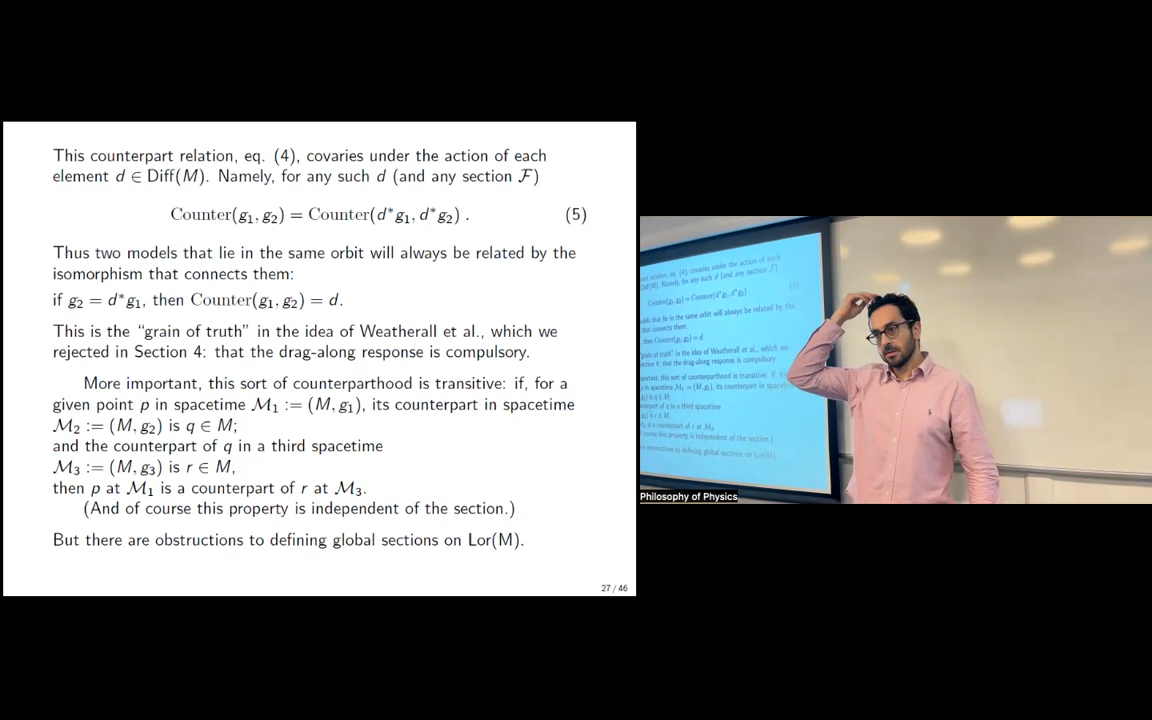 This counterpart relation, eq. (4), covaries under the action of each
element d ∈ Diff(M). Namely, for any such d (and any section ℱ)
Counter(g₁, g₂) = Counter(d*g₁, d*g₂) . (5)
Thus two models that lie in the same orbit will always be related by the
isomorphism that connects them:
if g₂ = d*g₁, then Counter(g₁, g₂) = d.
This is the “grain of truth” in the idea of Weatherall et al., which we
rejected in Section 4: that the drag-along response is compulsory.
More important, this sort of counterparthood is transitive: if, for a
given point p in spacetime ℳ₁ := (M, g₁), its counterpart in spacetime
ℳ₂ := (M, g₂) is q ∈ M;
and the counterpart of q in a third spacetime
ℳ₃ := (M, g₃) is r ∈ M,
then p at ℳ₁ is a counterpart of r at ℳ₃.
(And of course this property is independent of the section.)
But there are obstructions to defining global sections on Lor(M).
27 / 46
Philosophy of Physics